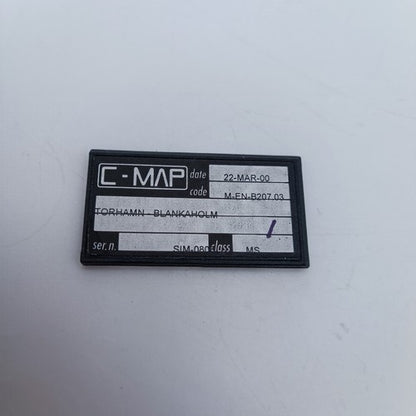 C-MAP date 22-MAR-00
code M-EN-B207.03
TORHAMN - BLANKAHOLM
ser.n. SIM-080 class MS